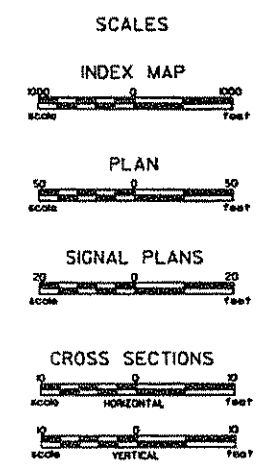 SCALES
INDEX MAP
1000 0 1000
scale feet
PLAN
50 0 50
scale feet
SIGNAL PLANS
20 0 20
scale feet
CROSS SECTIONS
10 0 10
scale HORIZONTAL feet
10 0 10
scale VERTICAL feet